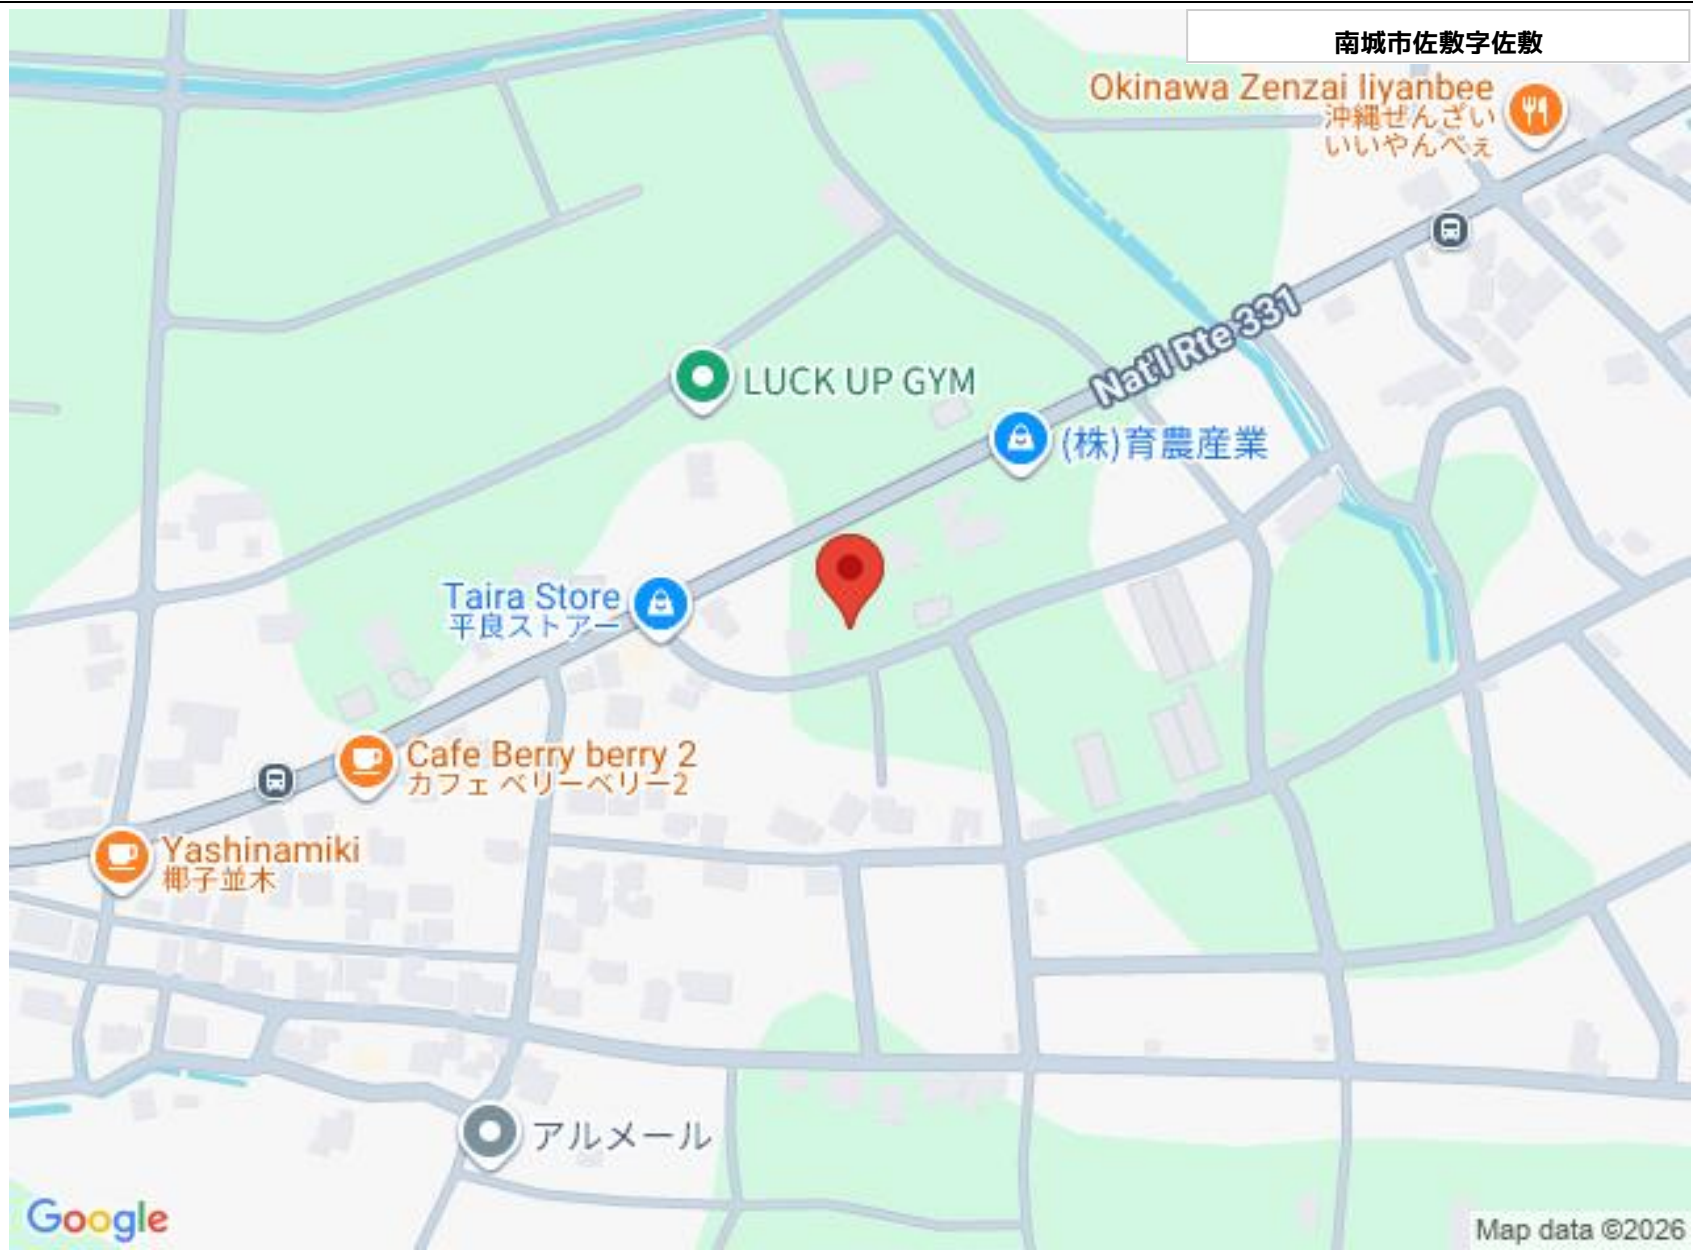 南城市佐敷字佐敷
Okinawa Zenzai Iiyanbee
沖縄ぜんざい
いいやんべぇ
Nat'l Rte 331
LUCK UP GYM
(株)育農産業
Taira Store
平良ストアー
Cafe Berry berry 2
カフェ ベリーベリー2
Yashinamiki
椰子並木
アルメール
Google
Map data ©2026